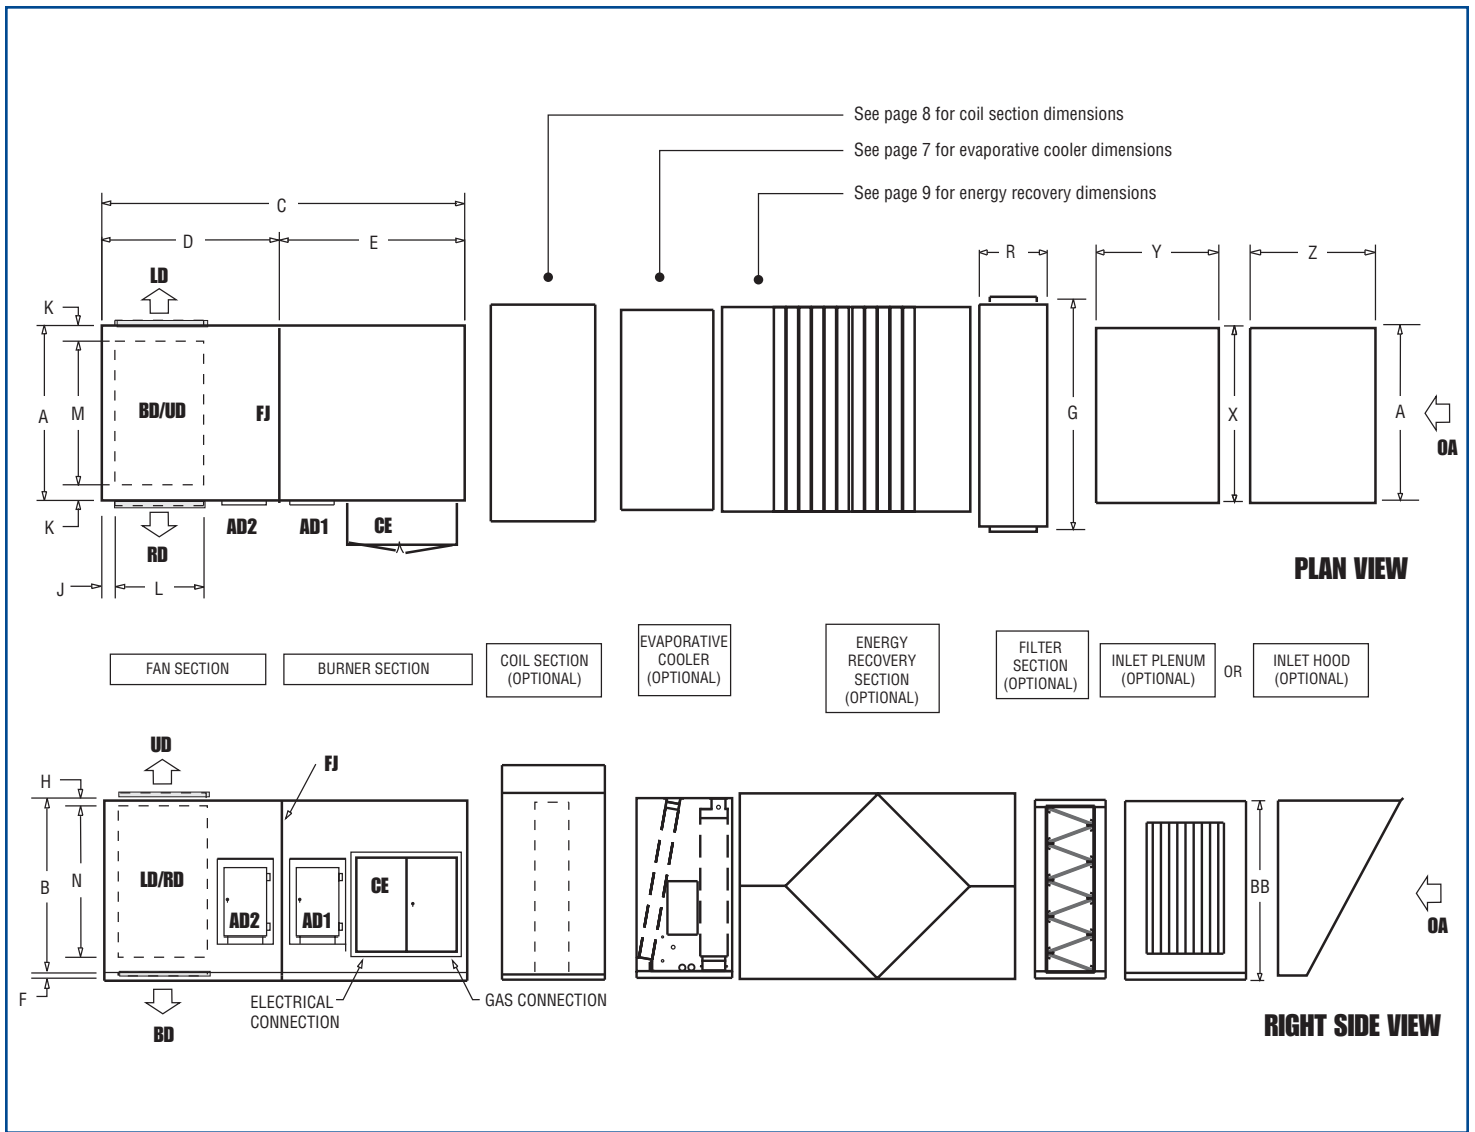 See page 8 for coil section dimensions
See page 7 for evaporative cooler dimensions
See page 9 for energy recovery dimensions
C
D
E
R
Y
Z
LD
K
A
M
BD/UD
FJ
G
X
A
OA
K
AD2
AD1
CE
RD
J
L
PLAN VIEW
FAN SECTION
BURNER SECTION
COIL SECTION
(OPTIONAL)
EVAPORATIVE
COOLER
(OPTIONAL)
ENERGY
RECOVERY
SECTION
(OPTIONAL)
FILTER
SECTION
(OPTIONAL)
INLET PLENUM
(OPTIONAL)
OR
INLET HOOD
(OPTIONAL)
UD
H
FJ
B
N
LD/RD
AD2
AD1
CE
BB
OA
F
BD
ELECTRICAL
CONNECTION
GAS CONNECTION
RIGHT SIDE VIEW